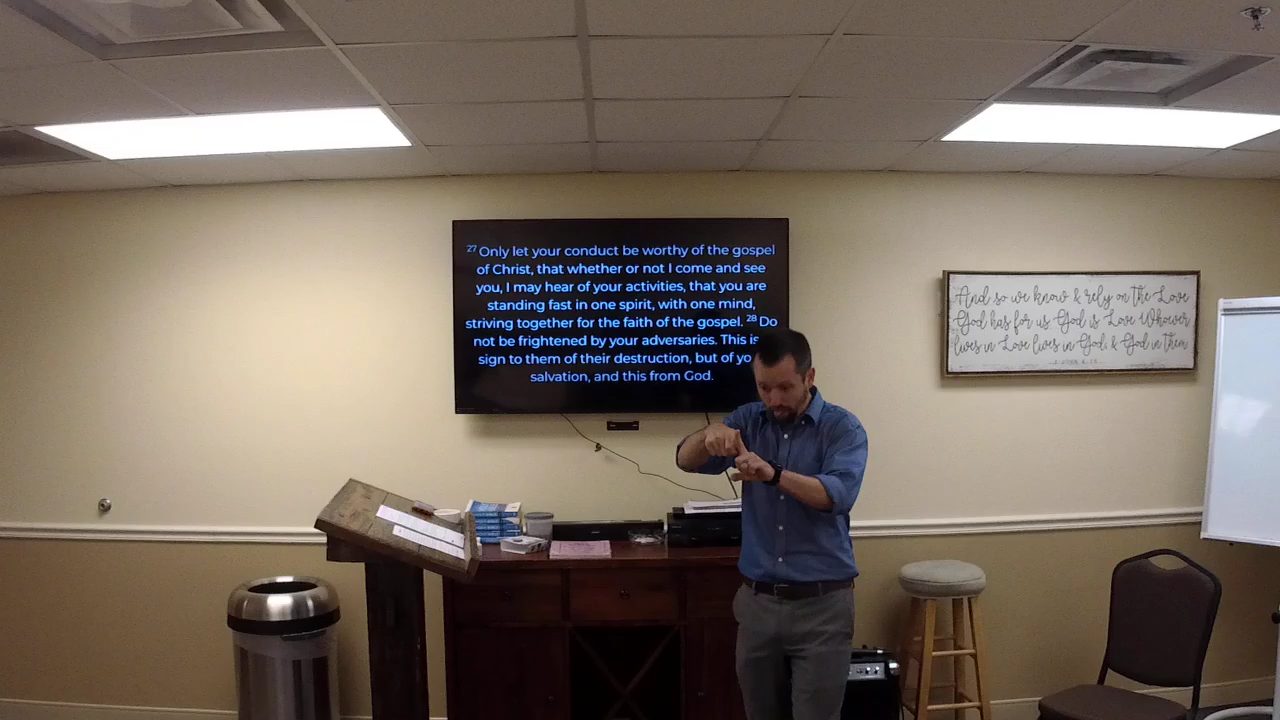 27 Only let your conduct be worthy of the gospel
of Christ, that whether or not I come and see
you, I may hear of your activities, that you are
standing fast in one spirit, with one mind,
striving together for the faith of the gospel. 28 Do
not be frightened by your adversaries. This is
sign to them of their destruction, but of yo
salvation, and this from God.
And so we know & rely on the Love
God has for us. God is Love Whoever
lives in Love lives in God, & God in them